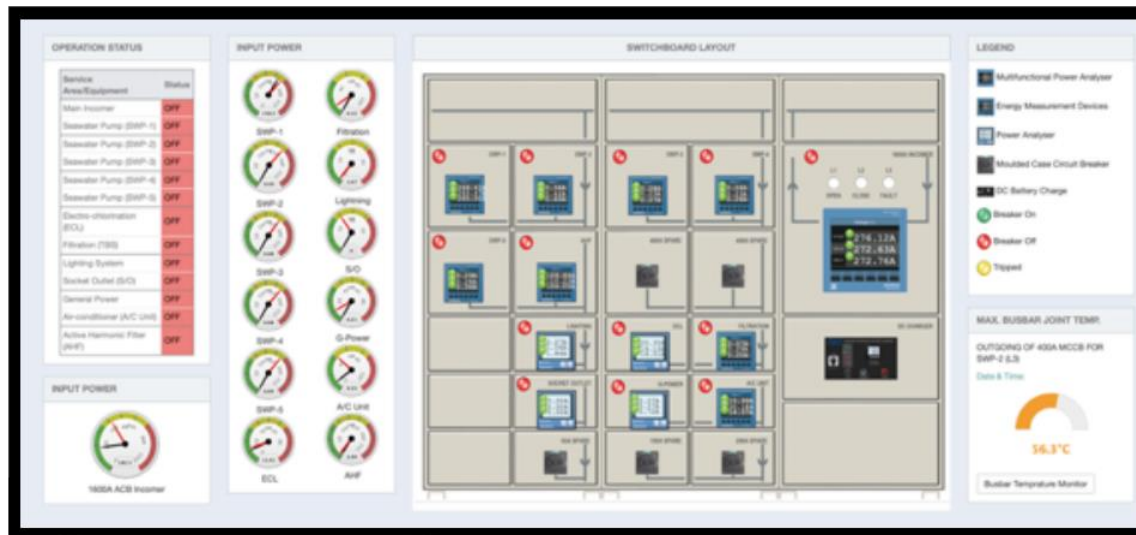 OPERATION STATUS
Service
Area/Equipment
Status
Main Incomer
OFF
Seawater Pump (SWP-1)
OFF
Seawater Pump (SWP-2)
OFF
Seawater Pump (SWP-3)
OFF
Seawater Pump (SWP-4)
OFF
Seawater Pump (SWP-5)
OFF
Electro-chlorination
(ECL)
OFF
Filtration (TBS)
OFF
Lighting System
OFF
Socket Outlet (S/O)
OFF
General Power
OFF
Air-conditioner (A/C Unit)
OFF
Active Harmonic Filter
(AHF)
OFF
INPUT POWER
1600A ACB Incomer
INPUT POWER
SWP-1
Filtration
SWP-2
Lightning
SWP-3
S/O
SWP-4
G-Power
SWP-5
A/C Unit
ECL
AHF
SWITCHBOARD LAYOUT
SWP-1
SWP-2
SWP-3
SWP-4
1600A INCOMER
L1
L2
L3
OPEN
CLOSE
FAULT
276.12A
272.63A
272.76A
SWP-5
AHF
400A SPARE
400A SPARE
LIGHTING
ECL
FILTRATION
DC CHARGER
SOCKET OUTLET
G-POWER
A/C UNIT
SPARE
SPARE
SPARE
LEGEND
Multifunctional Power Analyser
Energy Measurement Devices
Power Analyser
Moulded Case Circuit Breaker
DC Battery Charge
Breaker On
Breaker Off
Tripped
MAX. BUSBAR JOINT TEMP.
OUTGOING OF 400A MCCB FOR
SWP-2 (L3)
Date & Time:
56.3°C
Busbar Temprature Monitor